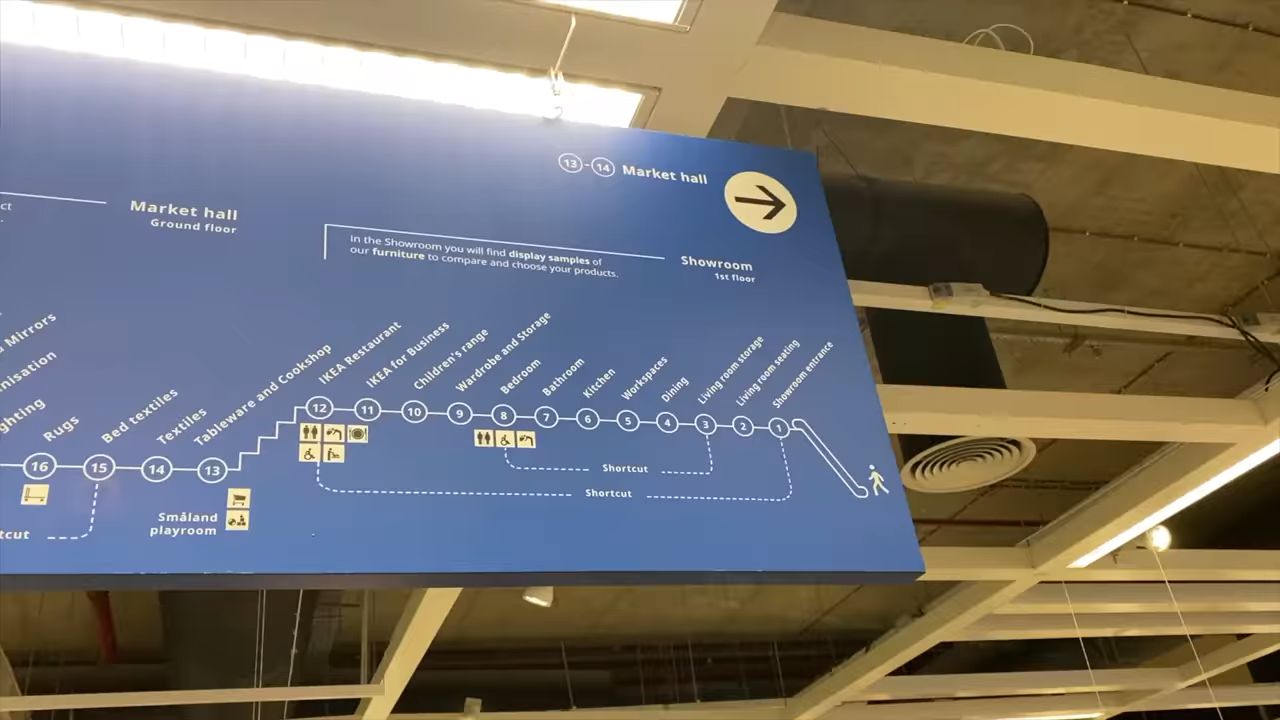 13 - 14 Market hall
ct
Market hall
Ground floor
In the Showroom you will find display samples of
our furniture to compare and choose your products.
Showroom
1st floor
Mirrors
nisation
ghting
Rugs
Bed textiles
Textiles
Tableware and Cookshop
IKEA Restaurant
IKEA for Business
Children's range
Wardrobe and Storage
Bedroom
Bathroom
Kitchen
Workspaces
Dining
Living room storage
Living room seating
Showroom entrance
16 15 14 13 12 11 10 9 8 7 6 5 4 3 2 1
Shortcut
Shortcut
tcut
Småland
playroom